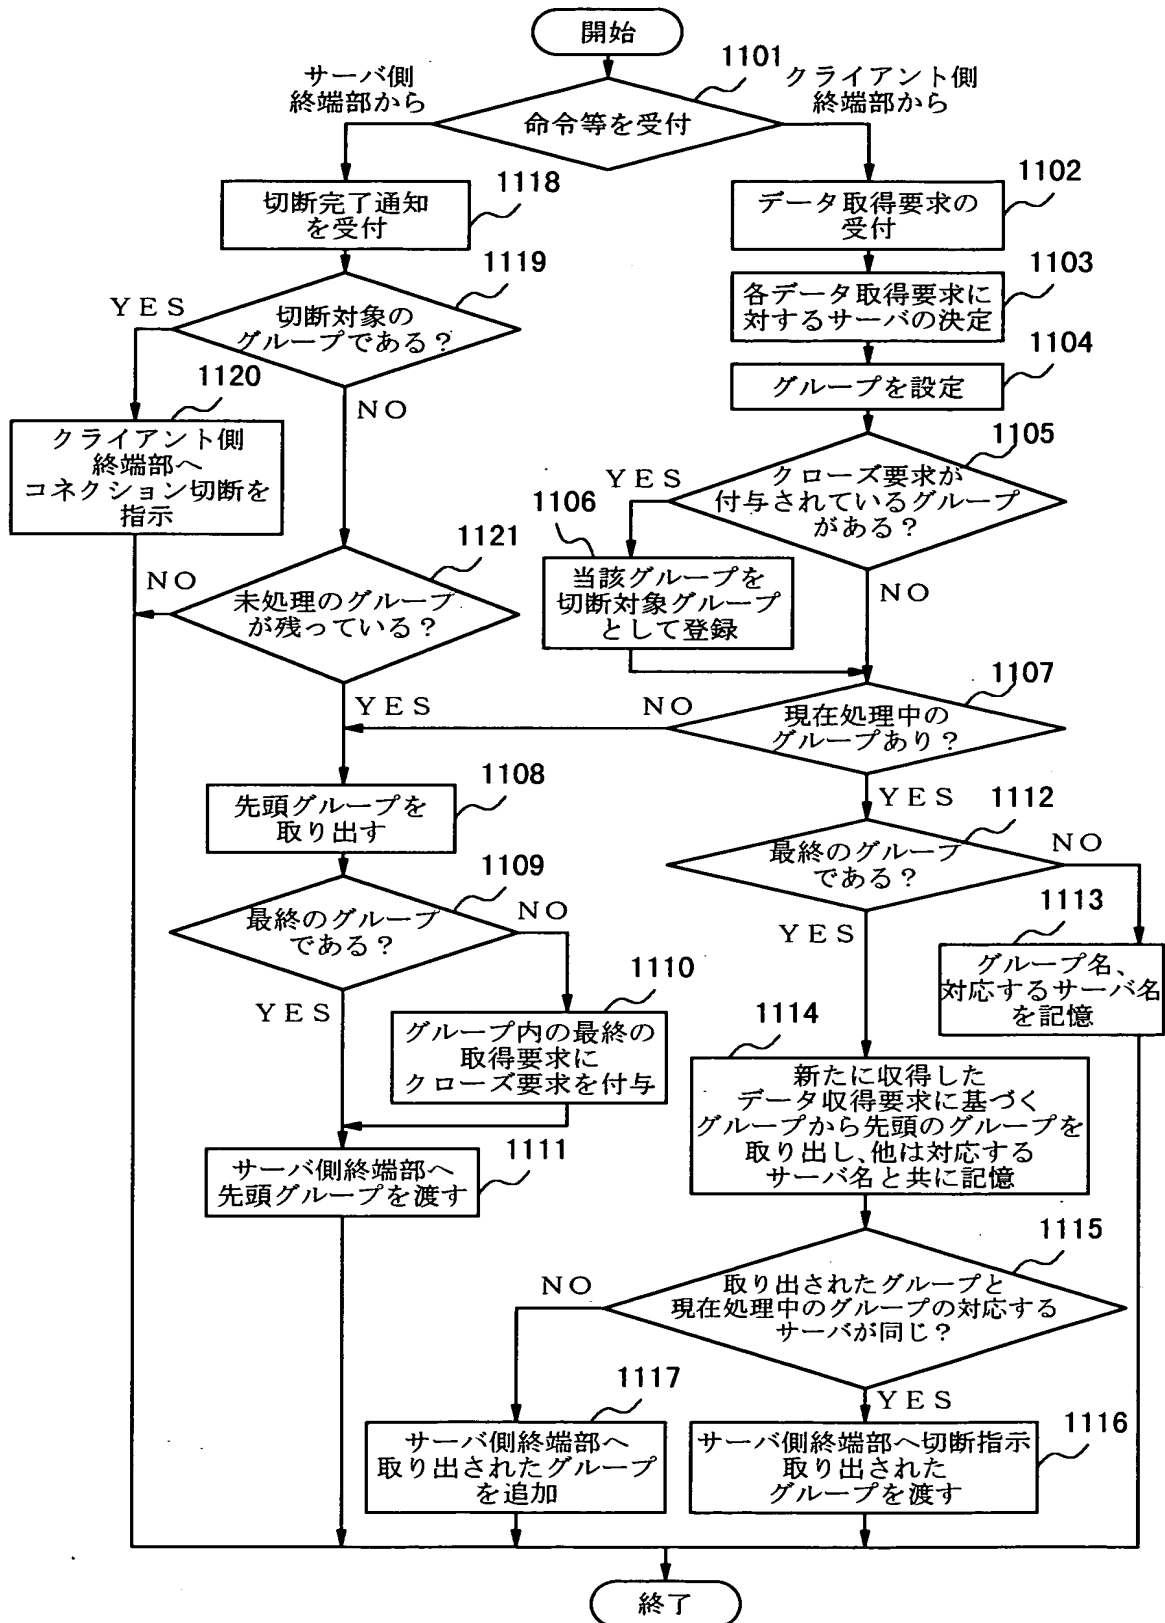 開始
1101
サーバ側
終端部から
クライアント側
終端部から
命令等を受付
1118
切断完了通知
を受付
1102
データ取得要求の
受付
1119
YES
切断対象の
グループである?
1103
各データ取得要求に
対するサーバの決定
1104
グループを設定
1120
クライアント側
終端部へ
コネクション切断を
指示
NO
1105
YES
クローズ要求が
付与されているグループ
がある?
1106
当該グループを
切断対象グループ
として登録
NO
1121
NO
未処理のグループ
が残っている?
YES
1107
NO
現在処理中の
グループあり?
YES
1108
先頭グループを
取り出す
1112
最終のグループ
である?
NO
YES
1109
最終のグループ
である?
NO
YES
1113
グループ名、
対応するサーバ名
を記憶
1110
グループ内の最終の
取得要求に
クローズ要求を付与
1114
新たに収得した
データ収得要求に基づく
グループから先頭のグループを
取り出し、他は対応する
サーバ名と共に記憶
1111
サーバ側終端部へ
先頭グループを渡す
1115
NO
取り出されたグループと
現在処理中のグループの対応する
サーバが同じ?
YES
1117
サーバ側終端部へ
取り出されたグループ
を追加
1116
サーバ側終端部へ切断指示
取り出された
グループを渡す
終了